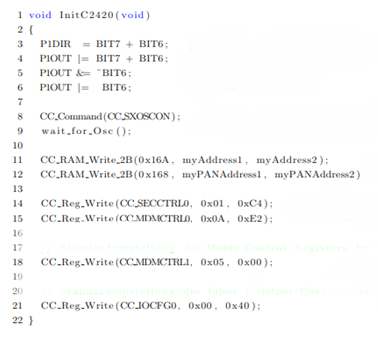 1 void InitC2420(void)
2 {
3 P1DIR = BIT7 + BIT6;
4 P1OUT |= BIT7 + BIT6;
5 P1OUT &= ~BIT6;
6 P1OUT |= BIT6;
7
8 CC_Command(CC_SXOSCON);
9 wait_for_Osc();
10
11 CC_RAM_Write_2B(0x16A, myAddress1, myAddress2);
12 CC_RAM_Write_2B(0x168, myPANAddress1, myPANAddress2)
13
14 CC_Reg_Write(CC_SECCTRL0, 0x01, 0xC4);
15 CC_Reg_Write(CC_MDMCTRL0, 0x0A, 0xE2);
16
17
18 CC_Reg_Write(CC_MDMCTRL1, 0x05, 0x00);
19
20
21 CC_Reg_Write(CC_IOCFG0, 0x00, 0x40);
22 }